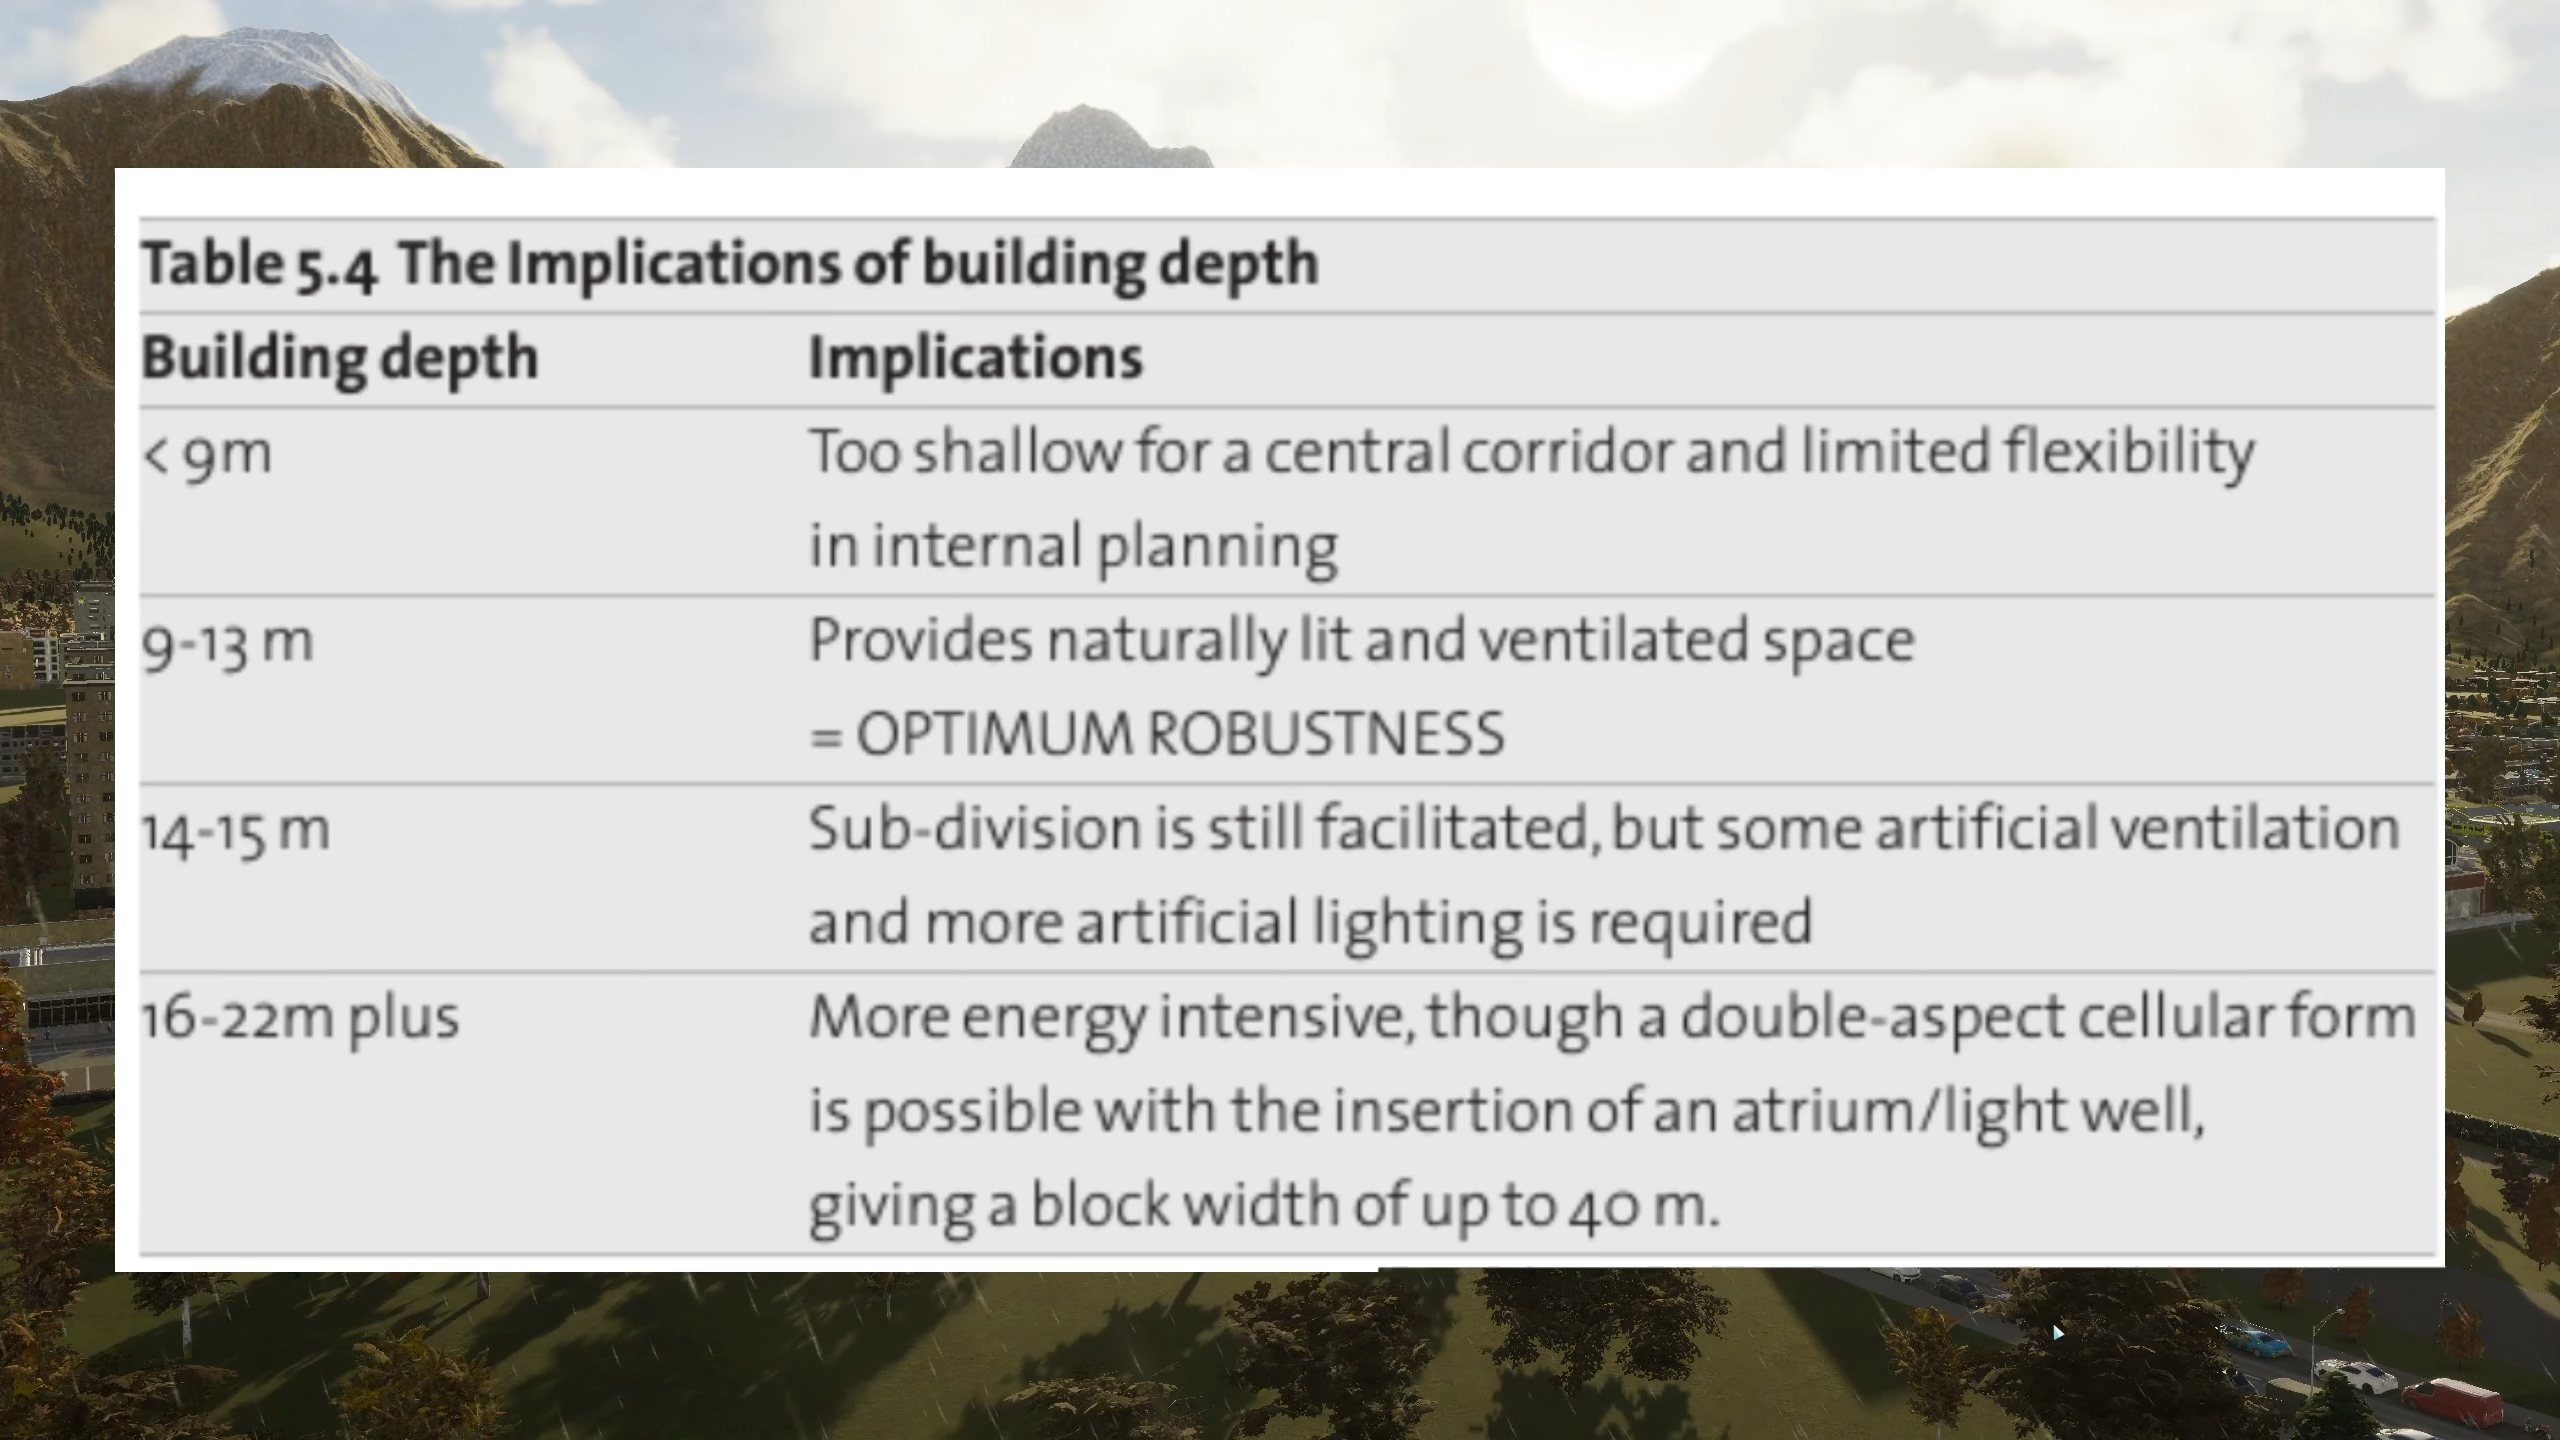 Table 5.4 The Implications of building depth
Building depth Implications
< 9m Too shallow for a central corridor and limited flexibility
in internal planning
9-13 m Provides naturally lit and ventilated space
= OPTIMUM ROBUSTNESS
14-15 m Sub-division is still facilitated, but some artificial ventilation
and more artificial lighting is required
16-22m plus More energy intensive, though a double-aspect cellular form
is possible with the insertion of an atrium/light well,
giving a block width of up to 40 m.